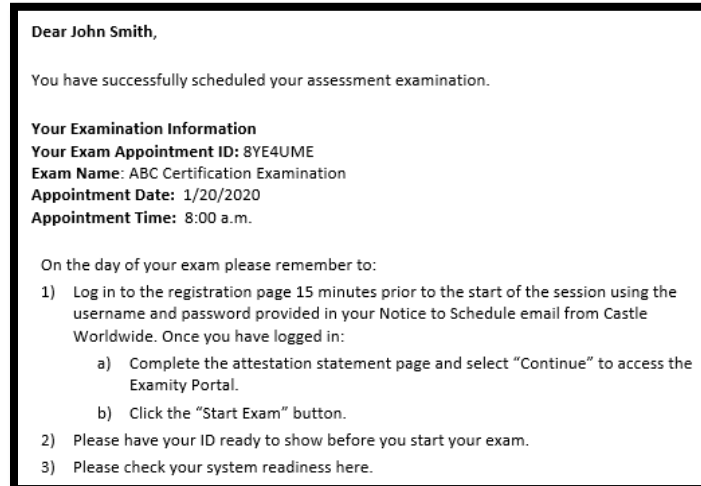 Dear John Smith,
You have successfully scheduled your assessment examination.
Your Examination Information
Your Exam Appointment ID: 8YE4UME
Exam Name: ABC Certification Examination
Appointment Date: 1/20/2020
Appointment Time: 8:00 a.m.
On the day of your exam please remember to:
1) Log in to the registration page 15 minutes prior to the start of the session using the
username and password provided in your Notice to Schedule email from Castle
Worldwide. Once you have logged in:
a) Complete the attestation statement page and select “Continue” to access the
Examity Portal.
b) Click the “Start Exam” button.
2) Please have your ID ready to show before you start your exam.
3) Please check your system readiness here.